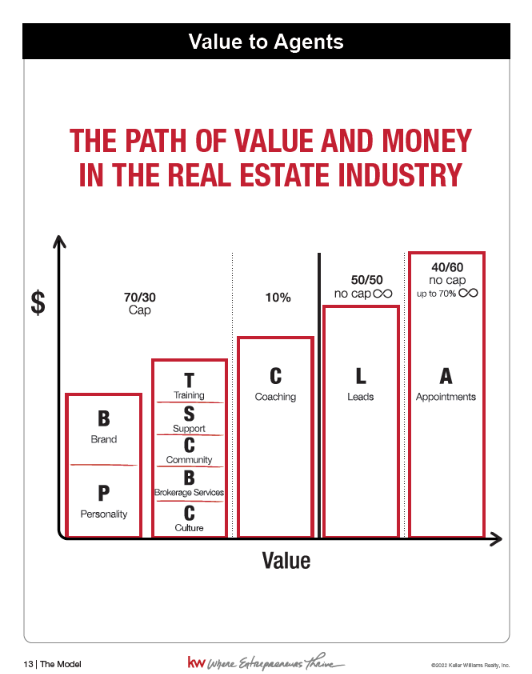 Value to Agents
THE PATH OF VALUE AND MONEY
IN THE REAL ESTATE INDUSTRY
$
70/30
Cap
10%
50/50
no cap ∞
40/60
no cap
up to 70% ∞
B
Brand
P
Personality
T
Training
S
Support
C
Community
B
Brokerage Services
C
Culture
C
Coaching
L
Leads
A
Appointments
Value
13 | The Model
kw Where Entrepreneurs Thrive
©2022 Keller Williams Realty, Inc.